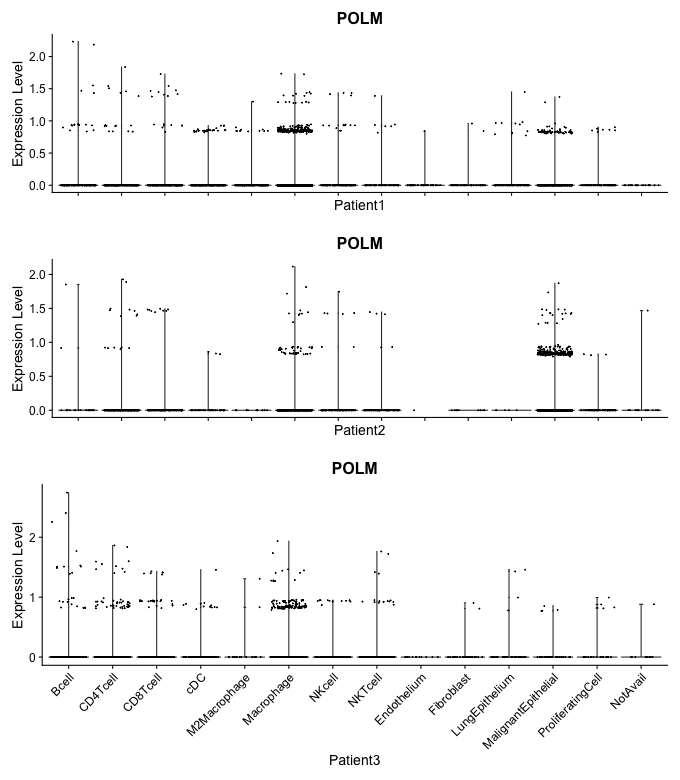 POLM
Expression Level
2.0
1.5
1.0
0.5
0.0
Patient1
POLM
Expression Level
2.0
1.5
1.0
0.5
0.0
Patient2
POLM
Expression Level
2
1
0
Bcell
CD4Tcell
CD8Tcell
cDC
M2Macrophage
Macrophage
NKcell
NKTcell
Endothelium
Fibroblast
LungEpithelium
MalignantEpithelial
ProliferatingCell
NotAvail
Patient3